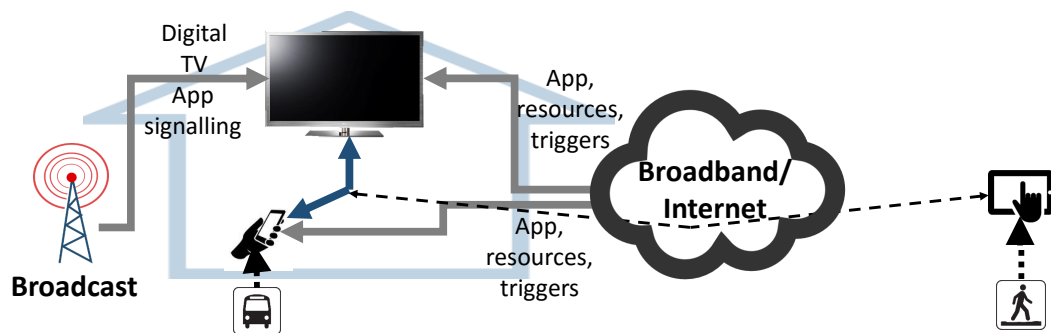 Digital
TV
App
signalling
App,
resources,
triggers
Broadband/
Internet
App,
resources,
triggers
Broadcast